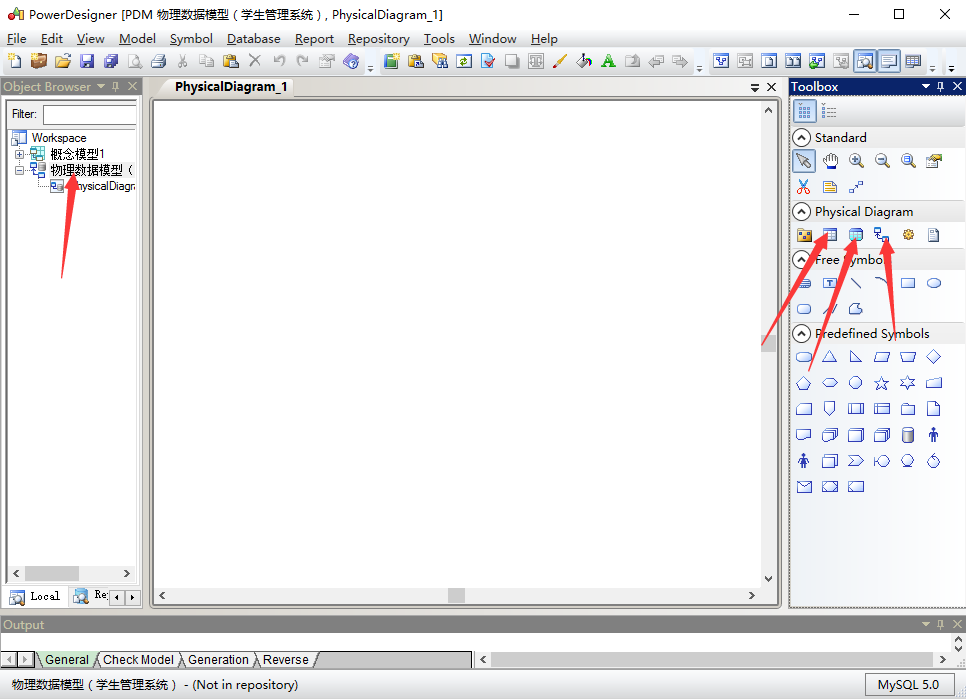 PowerDesigner [PDM 物理数据模型（学生管理系统）, PhysicalDiagram_1]
File Edit View Model Symbol Database Report Repository Tools Window Help
Object Browser
PhysicalDiagram_1
Toolbox
Filter:
Workspace
概念模型1
物理数据模型（
hysicalDiagra
Standard
Physical Diagram
Free Symbo
Predefined Symbols
Local
Re
Output
General
Check Model
Generation
Reverse
物理数据模型（学生管理系统） - (Not in repository)
MySQL 5.0